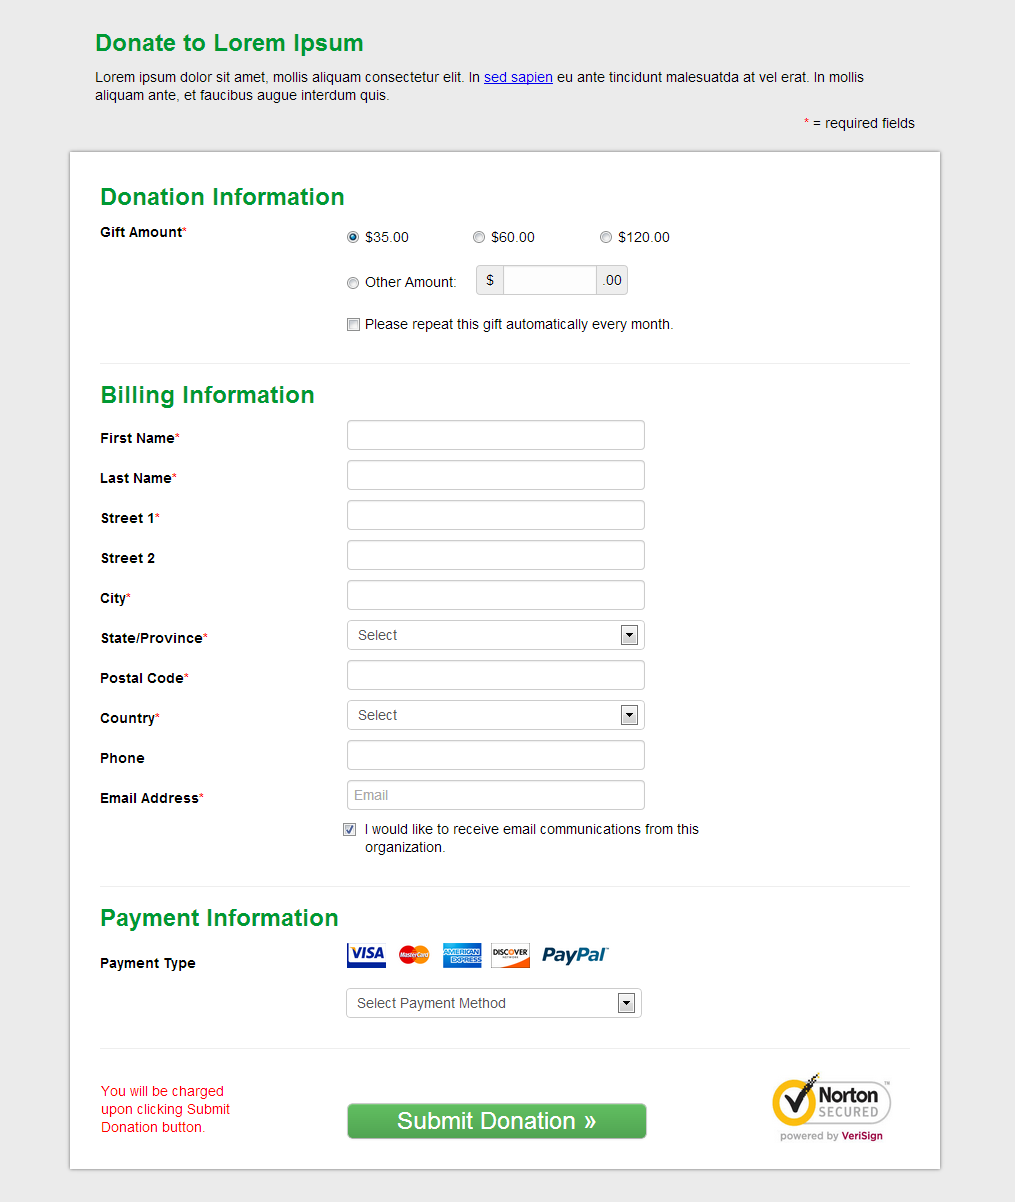 Donate to Lorem Ipsum
Lorem ipsum dolor sit amet, mollis aliquam consectetur elit. In sed sapien eu ante tincidunt malesuatda at vel erat. In mollis
aliquam ante, et faucibus augue interdum quis.
* = required fields
Donation Information
Gift Amount*
$35.00 $60.00 $120.00
Other Amount: $ .00
Please repeat this gift automatically every month.
Billing Information
First Name*
Last Name*
Street 1*
Street 2
City*
State/Province* Select
Postal Code*
Country* Select
Phone
Email Address* Email
I would like to receive email communications from this
organization.
Payment Information
Payment Type
VISA MasterCard AMERICAN EXPRESS DISCOVER NETWORK PayPal™
Select Payment Method
You will be charged
upon clicking Submit
Donation button.
Submit Donation »
Norton™
SECURED
powered by VeriSign